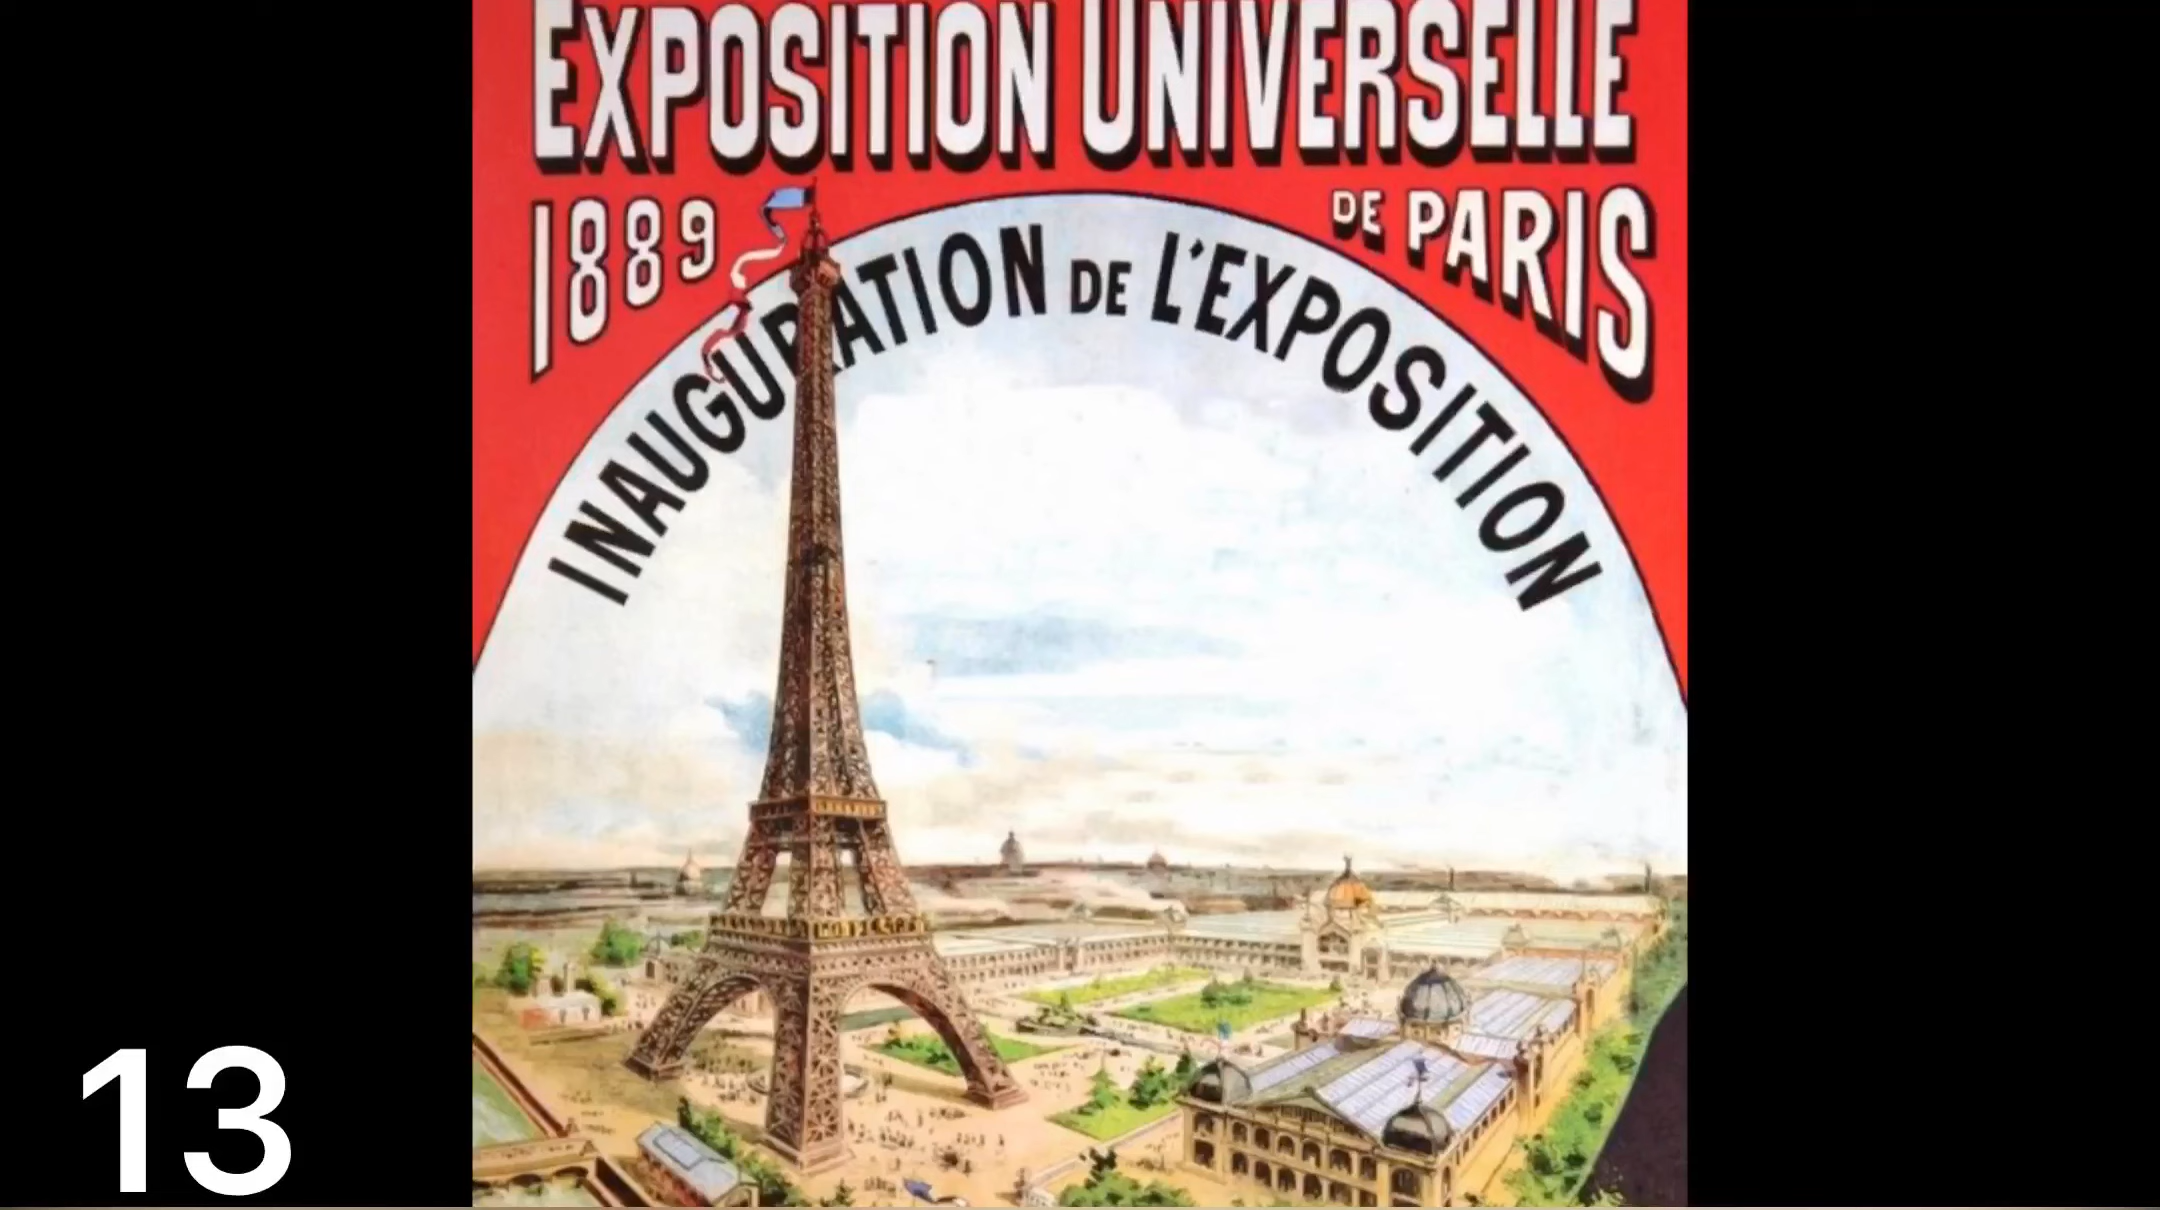 EXPOSITION UNIVERSELLE
1889
DE PARIS
INAUGURATION DE L'EXPOSITION
13